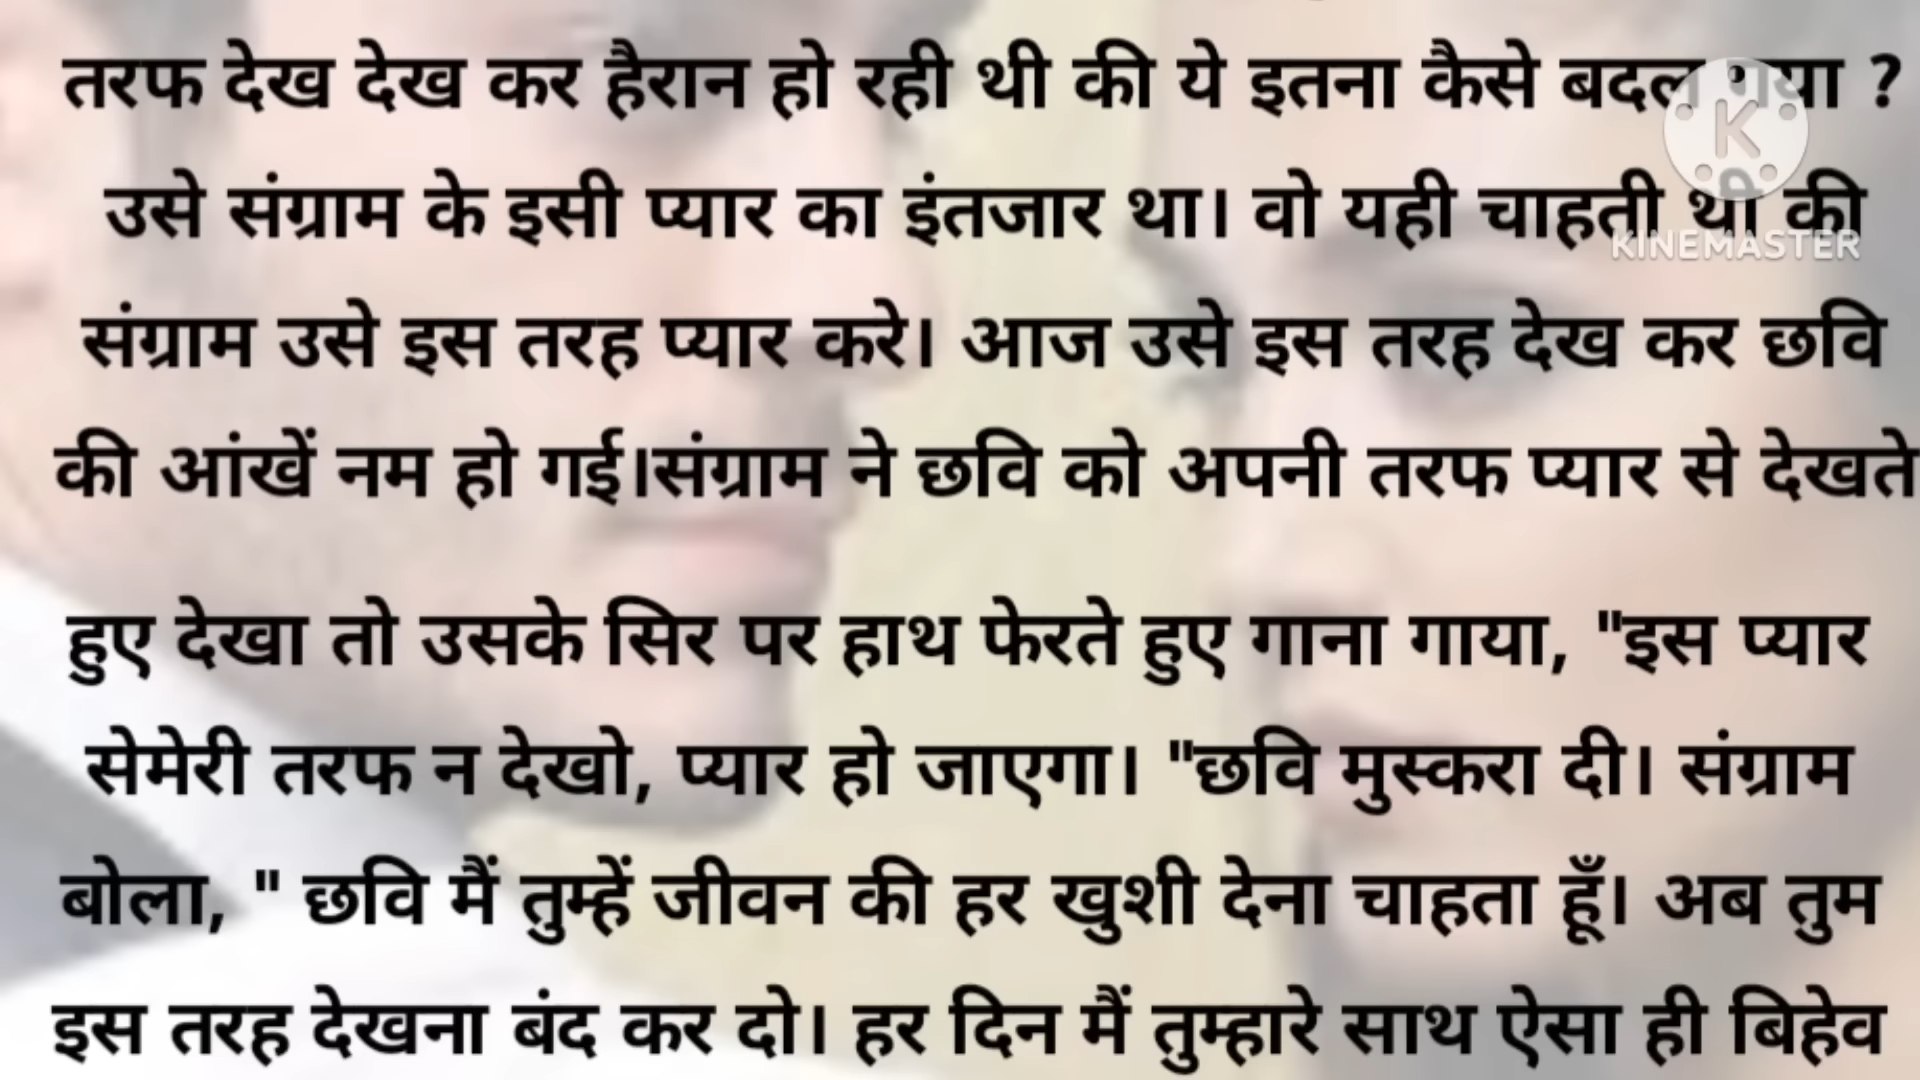 तरफ देख देख कर हैरान हो रही थी की ये इतना कैसे बदल गया ?
उसे संग्राम के इसी प्यार का इंतजार था। वो यही चाहती थी की
KINEMASTER
संग्राम उसे इस तरह प्यार करे। आज उसे इस तरह देख कर छवि
की आंखें नम हो गई।संग्राम ने छवि को अपनी तरफ प्यार से देखते
हुए देखा तो उसके सिर पर हाथ फेरते हुए गाना गाया, "इस प्यार
सेमेरी तरफ न देखो, प्यार हो जाएगा। "छवि मुस्करा दी। संग्राम
बोला, " छवि मैं तुम्हें जीवन की हर खुशी देना चाहता हूँ। अब तुम
इस तरह देखना बंद कर दो। हर दिन मैं तुम्हारे साथ ऐसा ही बिहेव